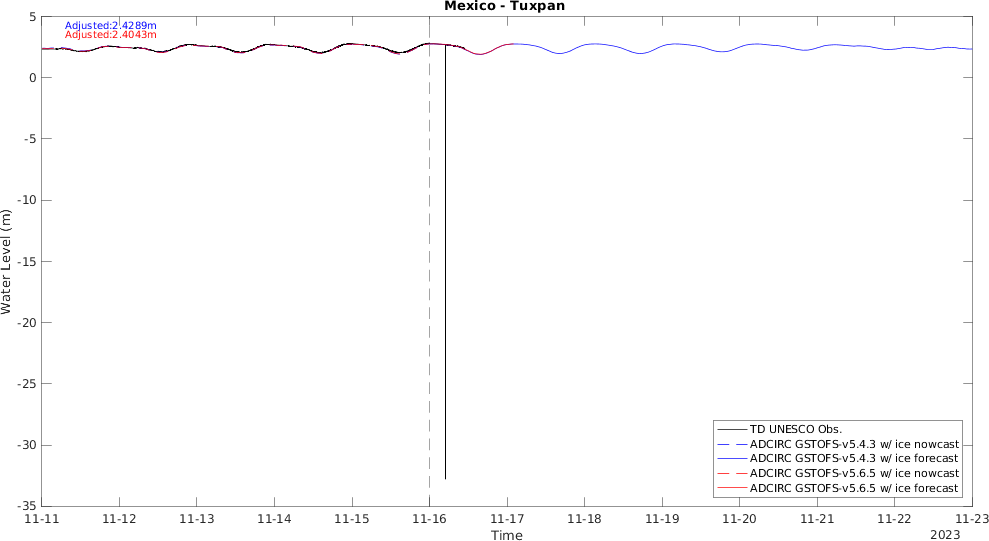 Mexico - Tuxpan
Adjusted:2.4289m
Adjusted:2.4043m
Water Level (m)
5
0
-5
-10
-15
-20
-25
-30
-35
TD UNESCO Obs.
ADCIRC GSTOFS-v5.4.3 w/ ice nowcast
ADCIRC GSTOFS-v5.4.3 w/ ice forecast
ADCIRC GSTOFS-v5.6.5 w/ ice nowcast
ADCIRC GSTOFS-v5.6.5 w/ ice forecast
11-11 11-12 11-13 11-14 11-15 11-16 11-17 11-18 11-19 11-20 11-21 11-22 11-23
Time
2023